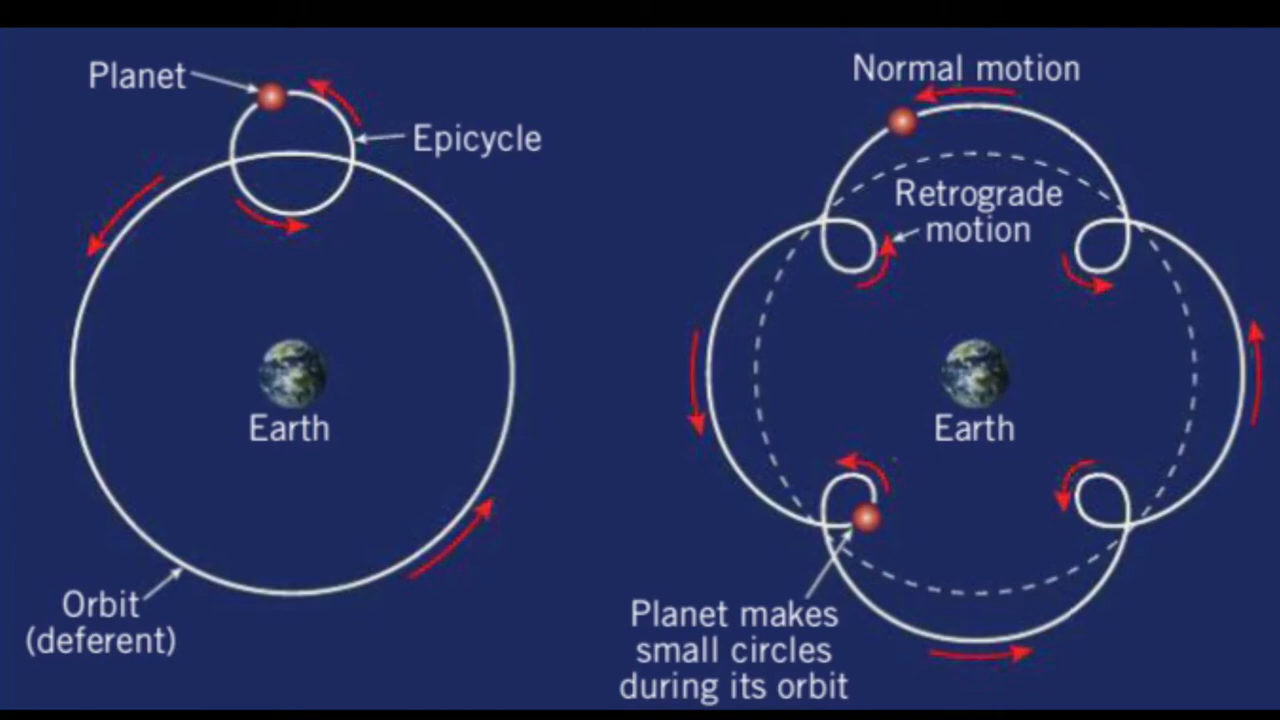 Planet
Epicycle
Earth
Orbit
(deferent)
Normal motion
Retrograde
motion
Earth
Planet makes
small circles
during its orbit